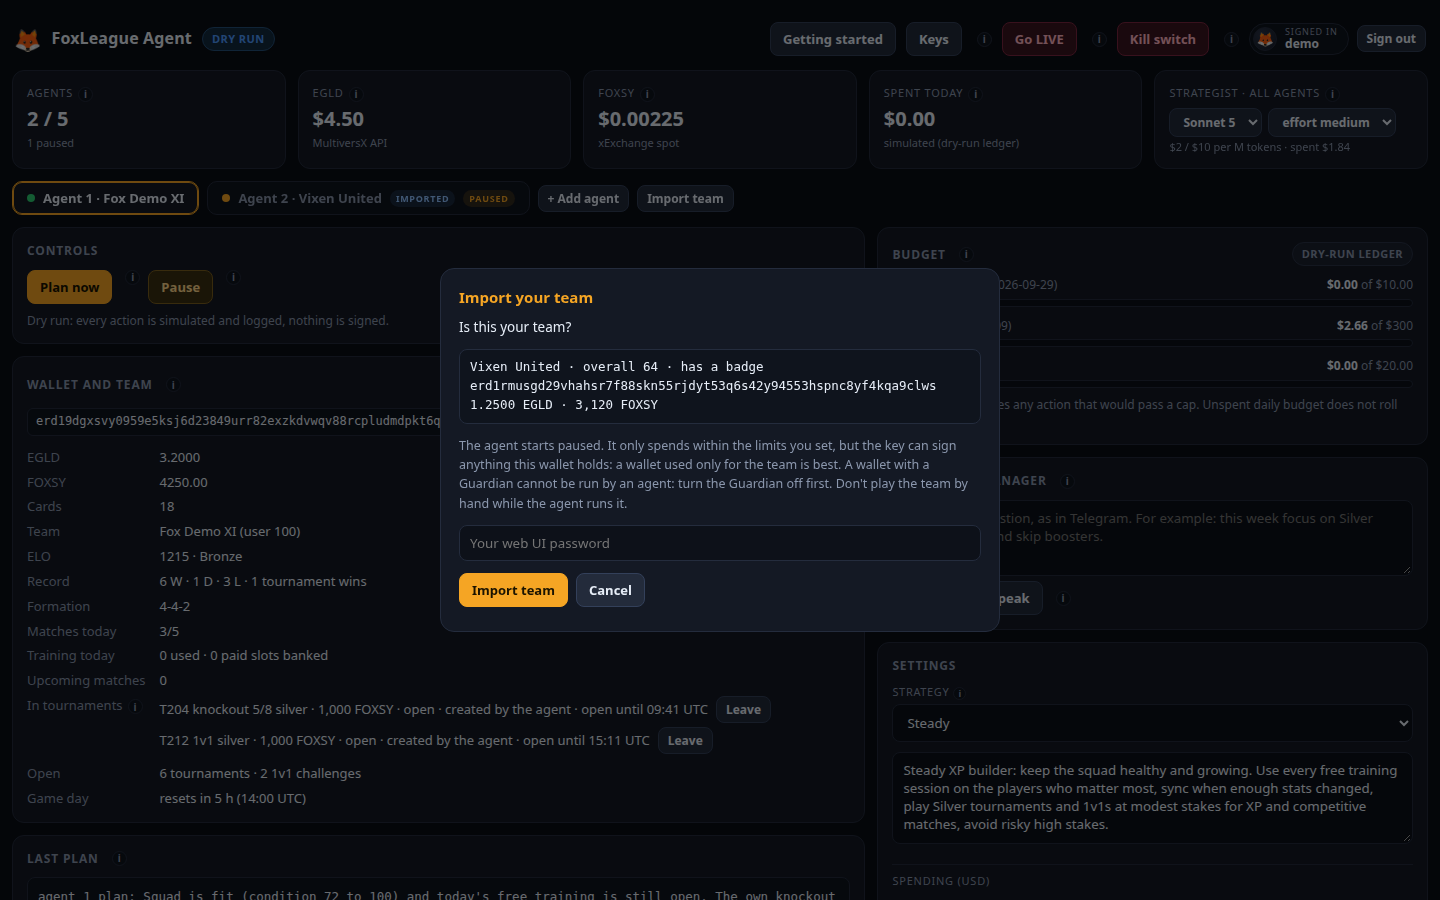 FoxLeague Agent DRY RUN Getting started Keys i Go LIVE i Kill switch i SIGNED IN demo Sign out
AGENTS i
2 / 5
1 paused
EGLD i
$4.50
MultiversX API
FOXSY i
$0.00225
xExchange spot
SPENT TODAY i
$0.00
simulated (dry-run ledger)
STRATEGIST · ALL AGENTS i
Sonnet 5 effort medium
$2 / $10 per M tokens · spent $1.84
Agent 1 · Fox Demo XI Agent 2 · Vixen United IMPORTED PAUSED + Add agent Import team
CONTROLS
Plan now i Pause i
Dry run: every action is simulated and logged, nothing is signed.
WALLET AND TEAM i
erd19dgxsvy0959e5ksj6d23849urr82exzkdvwqv88rcpludmdpkt6q
EGLD 3.2000
FOXSY 4250.00
Cards 18
Team Fox Demo XI (user 100)
ELO 1215 · Bronze
Record 6 W · 1 D · 3 L · 1 tournament wins
Formation 4-4-2
Matches today 3/5
Training today 0 used · 0 paid slots banked
Upcoming matches 0
In tournaments i T204 knockout 5/8 silver · 1,000 FOXSY · open · created by the agent · open until 09:41 UTC Leave
T212 1v1 silver · 1,000 FOXSY · open · created by the agent · open until 15:11 UTC Leave
Open 6 tournaments · 2 1v1 challenges
Game day resets in 5 h (14:00 UTC)
LAST PLAN i
agent 1 plan: Squad is fit (condition 72 to 100) and today's free training is still open. The own knockout
Import your team
Is this your team?
Vixen United · overall 64 · has a badge
erd1rmusgd29vhahsr7f88skn55rjdyt53q6s42y94553hspnc8yf4kqa9clws
1.2500 EGLD · 3,120 FOXSY
The agent starts paused. It only spends within the limits you set, but the key can sign
anything this wallet holds: a wallet used only for the team is best. A wallet with a
Guardian cannot be run by an agent: turn the Guardian off first. Don't play the team by
hand while the agent runs it.
Your web UI password
Import team Cancel
BUDGET i DRY-RUN LEDGER
026-09-29) $0.00 of $10.00
9) $2.66 of $300
$0.00 of $20.00
es any action that would pass a cap. Unspent daily budget does not roll
NAGER i
stion, as in Telegram. For example: this week focus on Silver
nd skip boosters.
peak i
SETTINGS
STRATEGY i
Steady
Steady XP builder: keep the squad healthy and growing. Use every free training
session on the players who matter most, sync when enough stats changed,
play Silver tournaments and 1v1s at modest stakes for XP and competitive
matches, avoid risky high stakes.
SPENDING (USD)